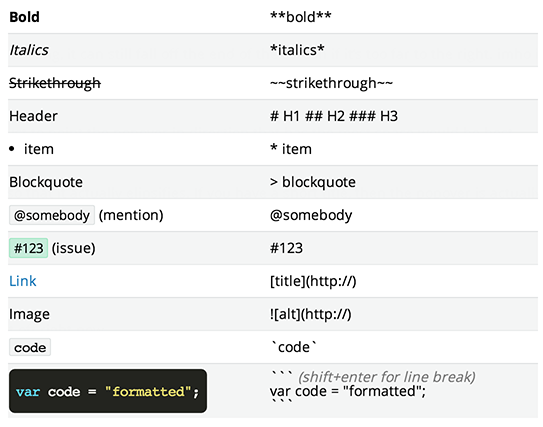 Bold **bold**
Italics *italics*
Strikethrough ~~strikethrough~~
Header # H1 ## H2 ### H3
• item * item
Blockquote > blockquote
@somebody (mention) @somebody
#123 (issue) #123
Link [title](http://)
Image ![alt](http://)
code `code`
``` (shift+enter for line break)
var code = "formatted"; var code = "formatted";
```